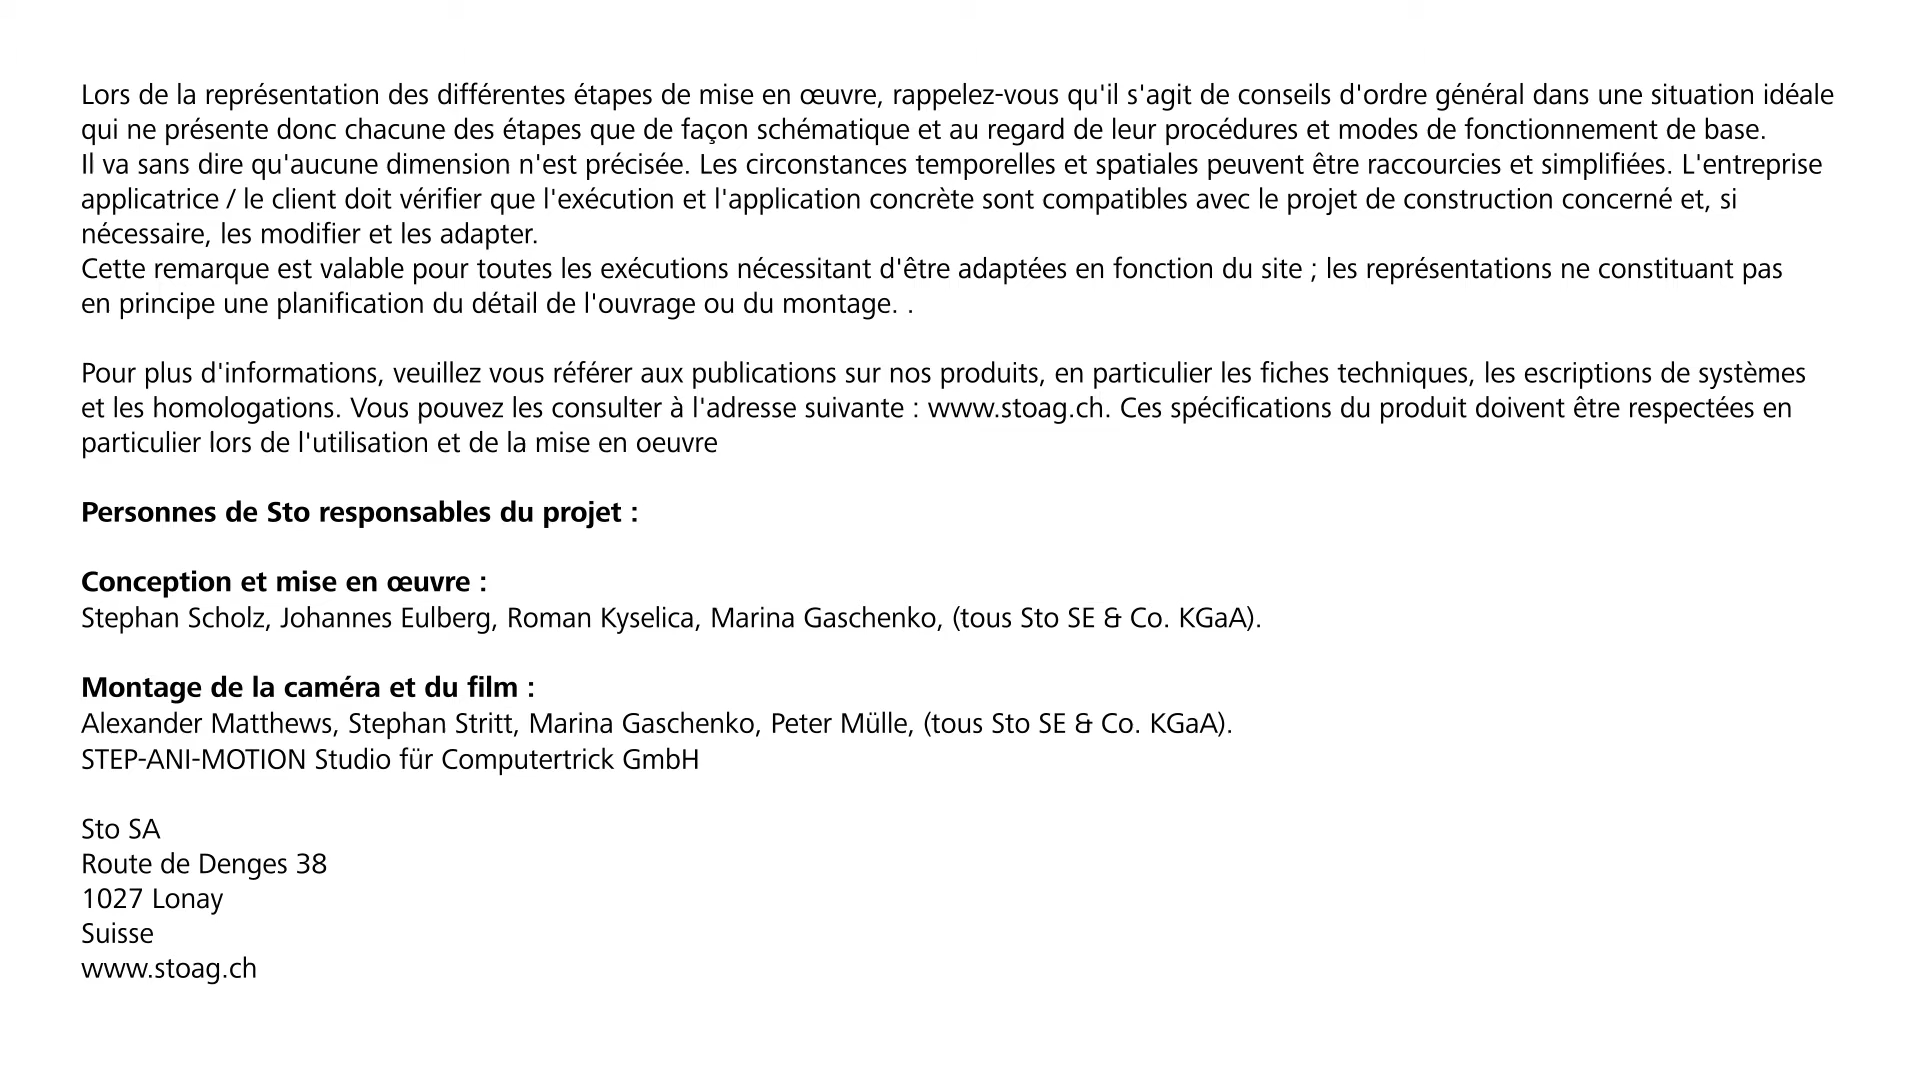 Lors de la représentation des différentes étapes de mise en œuvre, rappelez-vous qu'il s'agit de conseils d'ordre général dans une situation idéale
qui ne présente donc chacune des étapes que de façon schématique et au regard de leur procédures et modes de fonctionnement de base.
Il va sans dire qu'aucune dimension n'est précisée. Les circonstances temporelles et spatiales peuvent être raccourcies et simplifiées. L'entreprise
applicatrice / le client doit vérifier que l'exécution et l'application concrète sont compatibles avec le projet de construction concerné et, si
nécessaire, les modifier et les adapter.
Cette remarque est valable pour toutes les exécutions nécessitant d'être adaptées en fonction du site ; les représentations ne constituant pas
en principe une planification du détail de l'ouvrage ou du montage. .
Pour plus d'informations, veuillez vous référer aux publications sur nos produits, en particulier les fiches techniques, les escriptions de systèmes
et les homologations. Vous pouvez les consulter à l'adresse suivante : www.stoag.ch. Ces spécifications du produit doivent être respectées en
particulier lors de l'utilisation et de la mise en oeuvre
Personnes de Sto responsables du projet :
Conception et mise en œuvre :
Stephan Scholz, Johannes Eulberg, Roman Kyselica, Marina Gaschenko, (tous Sto SE & Co. KGaA).
Montage de la caméra et du film :
Alexander Matthews, Stephan Stritt, Marina Gaschenko, Peter Mülle, (tous Sto SE & Co. KGaA).
STEP-ANI-MOTION Studio für Computertrick GmbH
Sto SA
Route de Denges 38
1027 Lonay
Suisse
www.stoag.ch